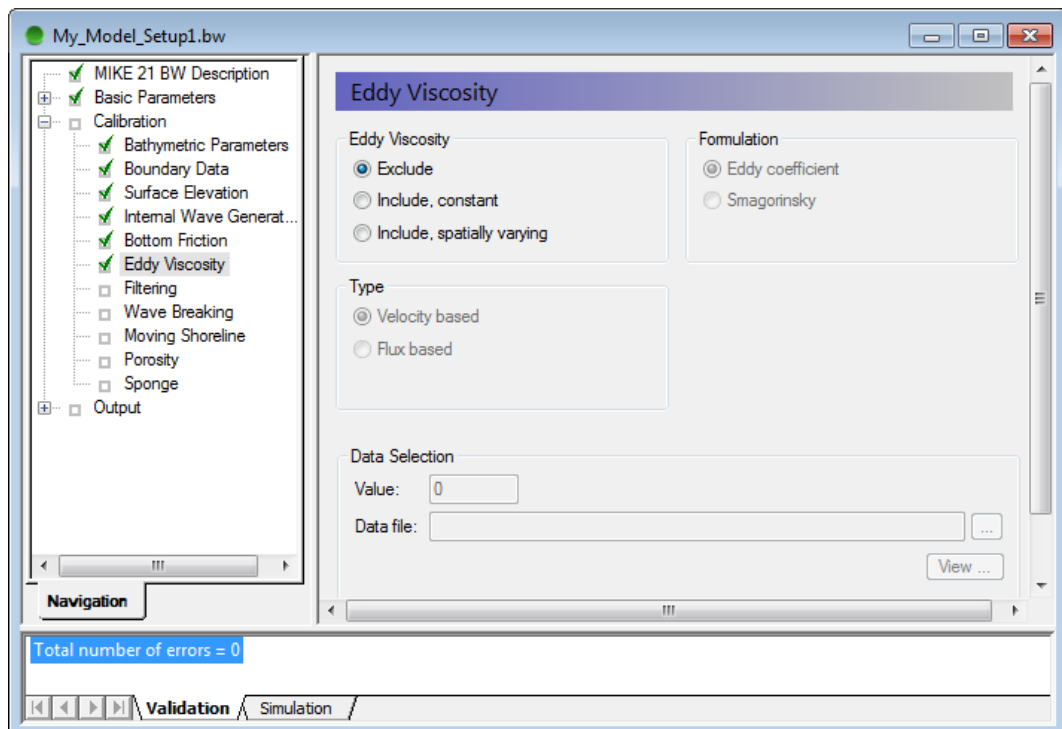 My_Model_Setup1.bw
MIKE 21 BW Description
Basic Parameters
Calibration
Bathymetric Parameters
Boundary Data
Surface Elevation
Internal Wave Generat...
Bottom Friction
Eddy Viscosity
Filtering
Wave Breaking
Moving Shoreline
Porosity
Sponge
Output
Navigation
Eddy Viscosity
Eddy Viscosity
Exclude
Include, constant
Include, spatially varying
Formulation
Eddy coefficient
Smagorinsky
Type
Velocity based
Flux based
Data Selection
Value: 0
Data file: ...
View ...
Total number of errors = 0
Validation Simulation